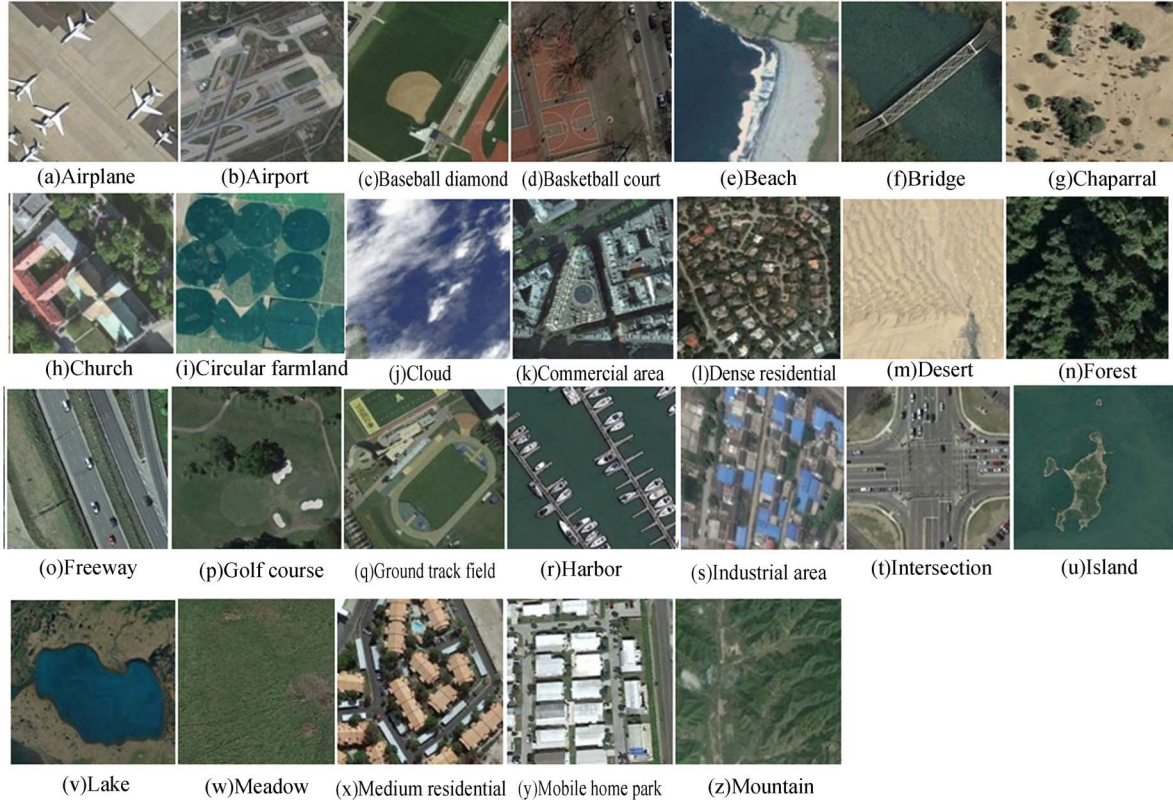 (a)Airplane
(b)Airport
(c)Baseball diamond
(d)Basketball court
(e)Beach
(f)Bridge
(g)Chaparral
(h)Church
(i)Circular farmland
(j)Cloud
(k)Commercial area
(l)Dense residential
(m)Desert
(n)Forest
(o)Freeway
(p)Golf course
(q)Ground track field
(r)Harbor
(s)Industrial area
(t)Intersection
(u)Island
(v)Lake
(w)Meadow
(x)Medium residential
(y)Mobile home park
(z)Mountain